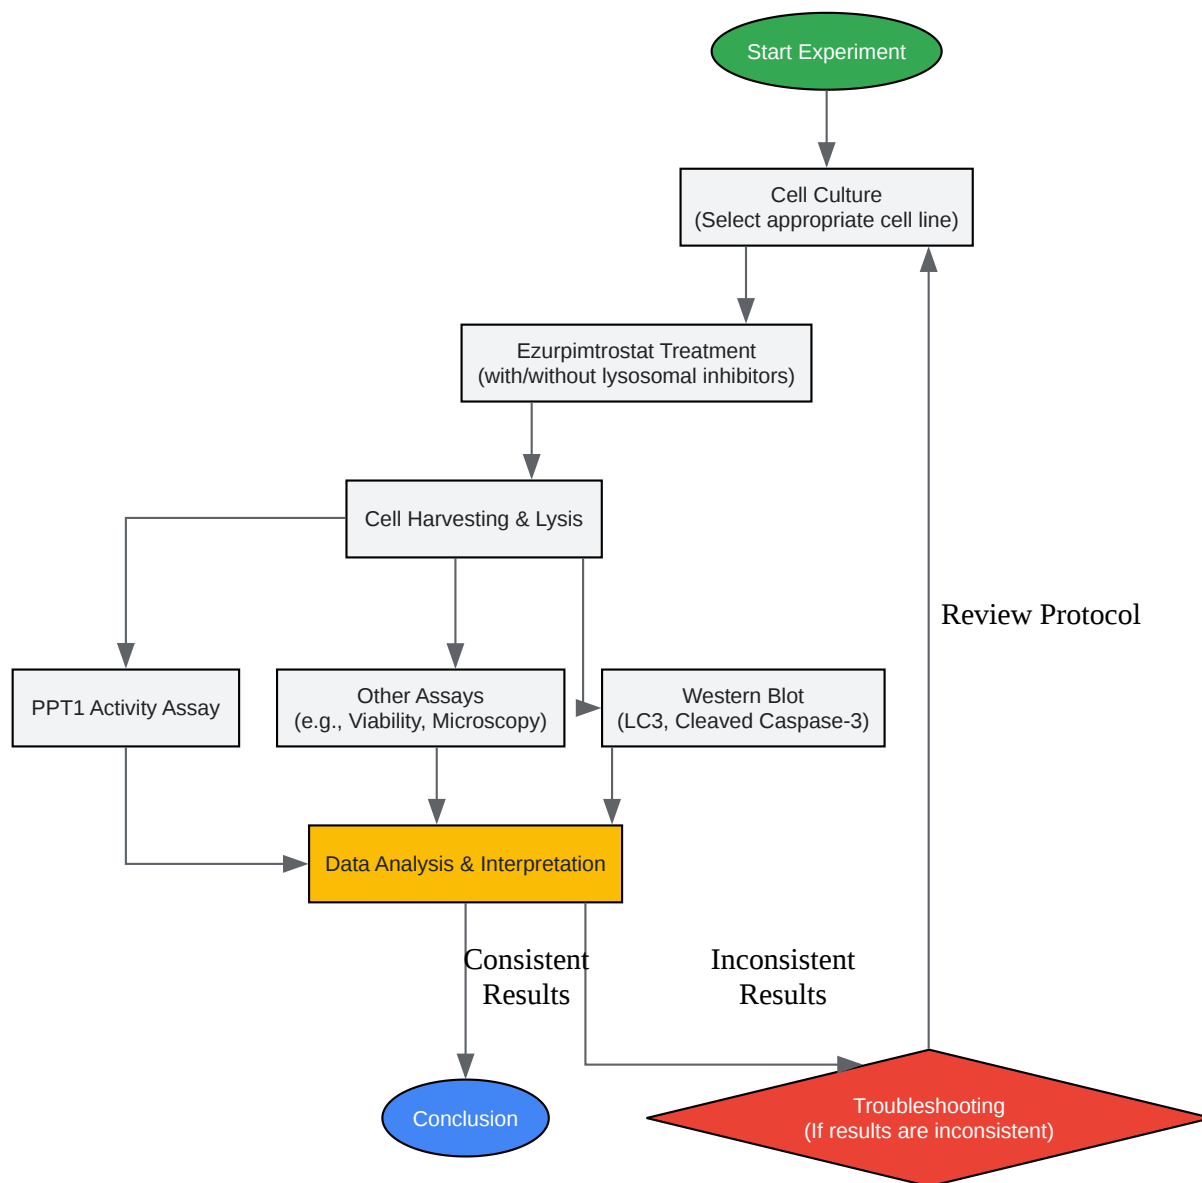 Start Experiment
Cell Culture
(Select appropriate cell line)
Ezurpimtrostat Treatment
(with/without lysosomal inhibitors)
Cell Harvesting & Lysis
Review Protocol
PPT1 Activity Assay
Other Assays
(e.g., Viability, Microscopy)
Western Blot
(LC3, Cleaved Caspase-3)
Data Analysis & Interpretation
Consistent
Results
Inconsistent
Results
Conclusion
Troubleshooting
(If results are inconsistent)